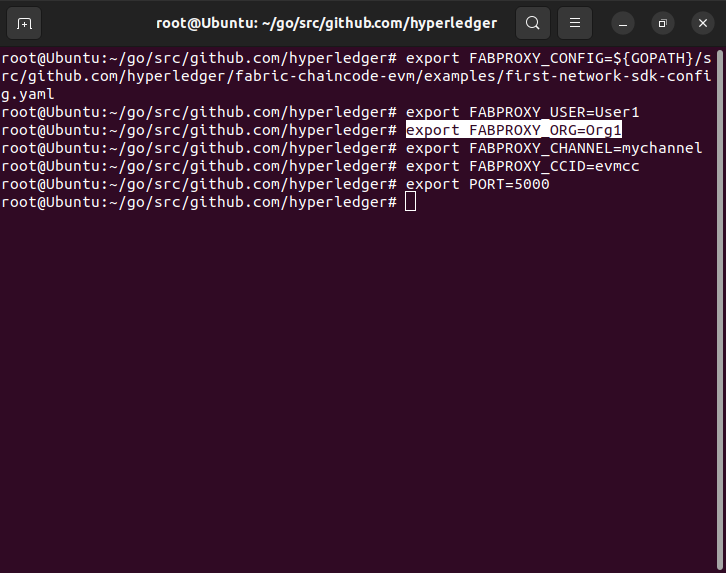 root@Ubuntu: ~/go/src/github.com/hyperledger
root@Ubuntu:~/go/src/github.com/hyperledger# export FABPROXY_CONFIG=${GOPATH}/s
rc/github.com/hyperledger/fabric-chaincode-evm/examples/first-network-sdk-confi
g.yaml
root@Ubuntu:~/go/src/github.com/hyperledger# export FABPROXY_USER=User1
root@Ubuntu:~/go/src/github.com/hyperledger# export FABPROXY_ORG=Org1
root@Ubuntu:~/go/src/github.com/hyperledger# export FABPROXY_CHANNEL=mychannel
root@Ubuntu:~/go/src/github.com/hyperledger# export FABPROXY_CCID=evmcc
root@Ubuntu:~/go/src/github.com/hyperledger# export PORT=5000
root@Ubuntu:~/go/src/github.com/hyperledger#